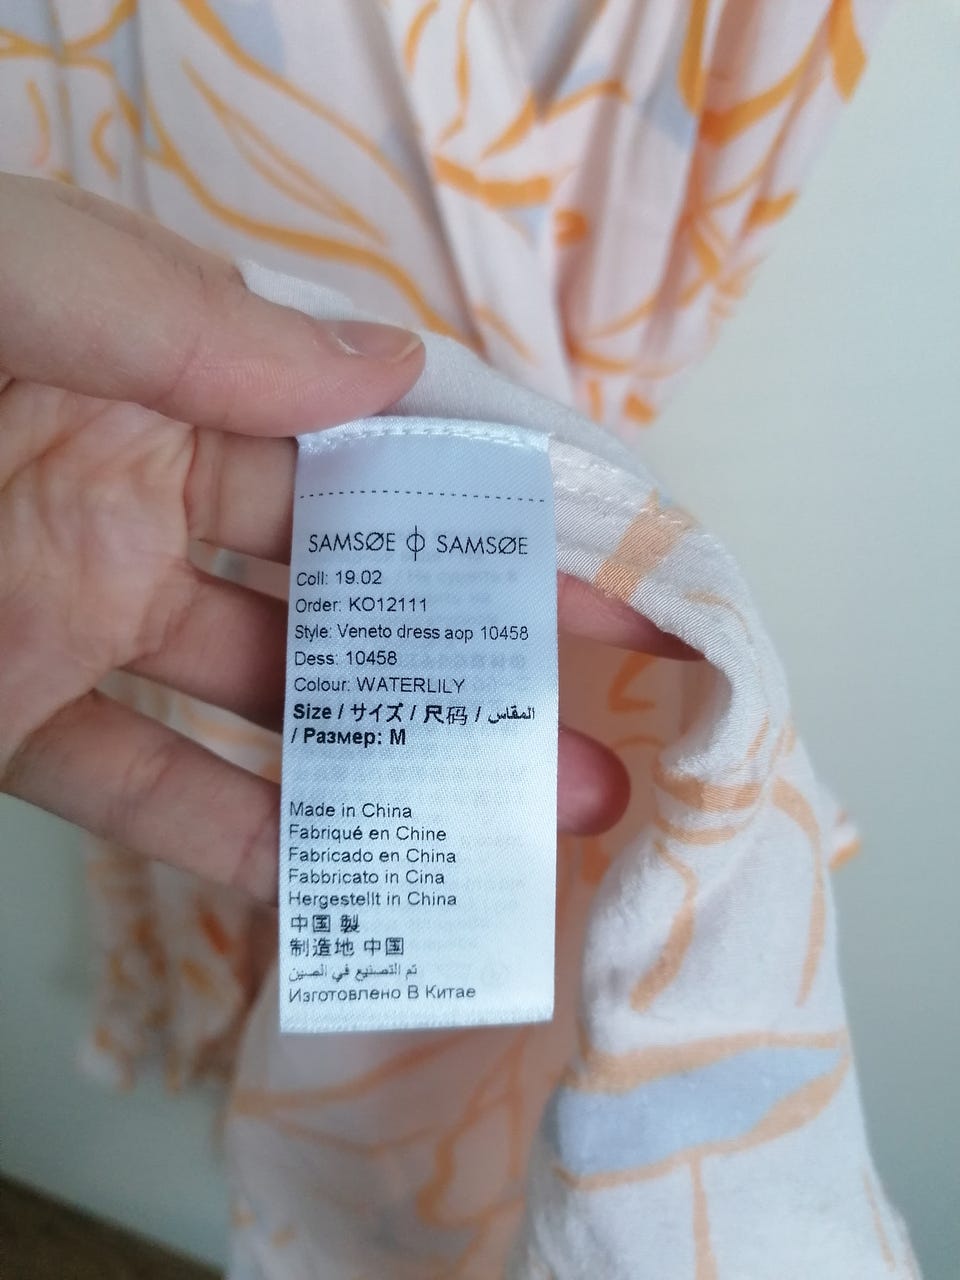 SAMSØE ϕ SAMSØE
Coll: 19.02
Order: KO12111
Style: Veneto dress aop 10458
Dess: 10458
Colour: WATERLILY
Size / サイズ / 尺码 / المقاس
/ Размер: M
Made in China
Fabriqué en Chine
Fabricado en China
Fabbricato in Cina
Hergestellt in China
中国 製
制造地 中国
تم التصنيع في الصين
Изготовлено В Китае